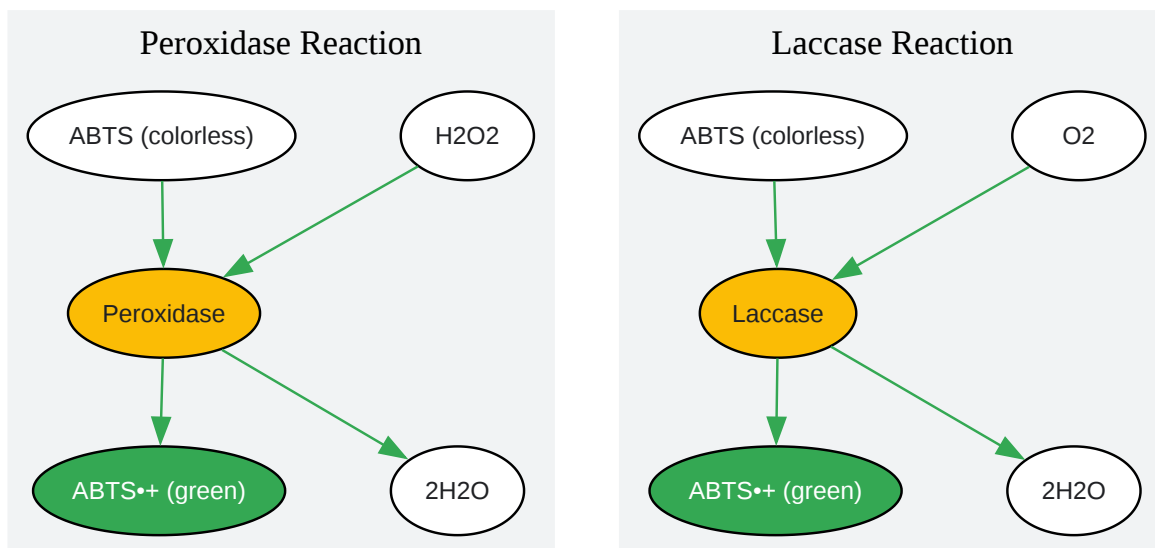 Peroxidase Reaction
ABTS (colorless)
H2O2
Peroxidase
ABTS•+ (green)
2H2O
Laccase Reaction
ABTS (colorless)
O2
Laccase
ABTS•+ (green)
2H2O